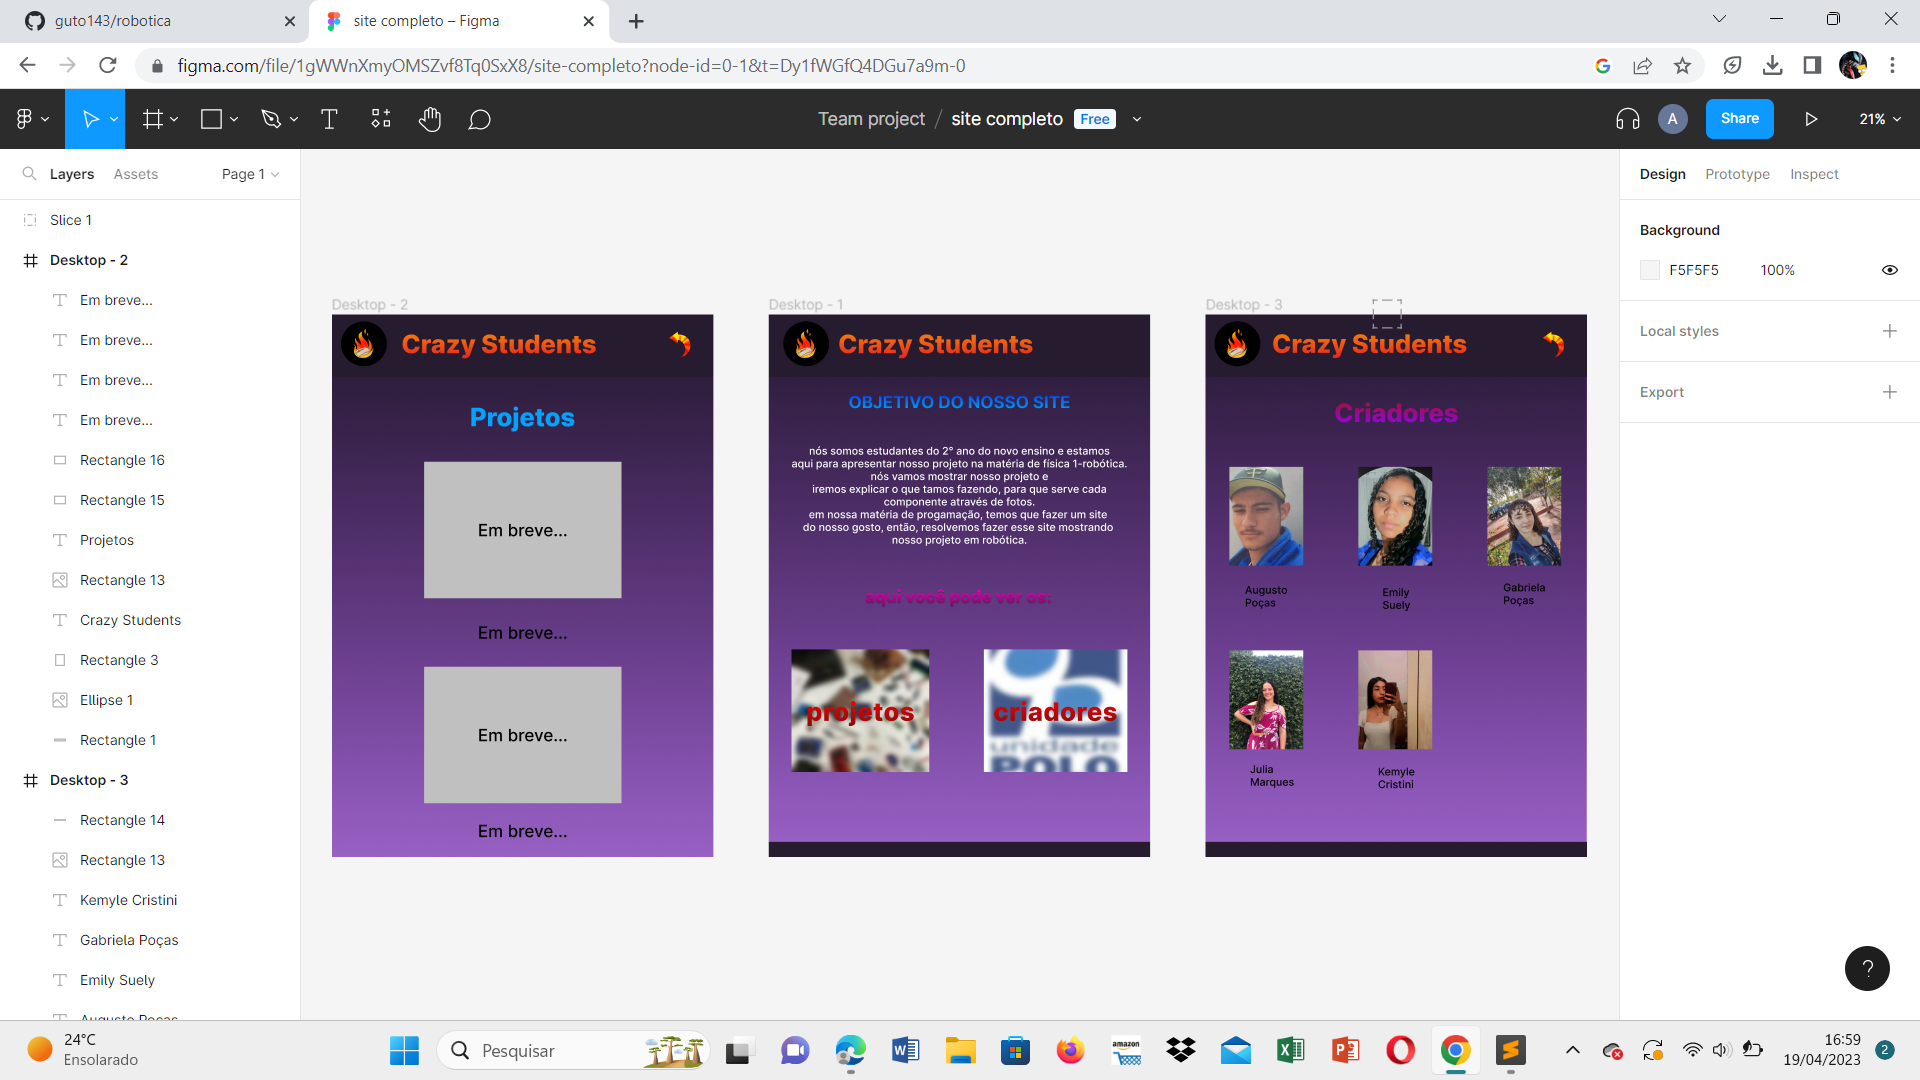 guto143/robotica
site completo – Figma
figma.com/file/1gWWnXmyOMSZvf8Tq0SxX8/site-completo?node-id=0-1&t=Dy1fWGfQ4DGu7a9m-0
Team project / site completo Free
A
Share
21%
Layers
Assets
Page 1
Slice 1
Desktop - 2
Em breve...
Em breve...
Em breve...
Em breve...
Rectangle 16
Rectangle 15
Projetos
Rectangle 13
Crazy Students
Rectangle 3
Ellipse 1
Rectangle 1
Desktop - 3
Rectangle 14
Rectangle 13
Kemyle Cristini
Gabriela Poças
Emily Suely
Augusto Poças
Desktop - 2
Crazy Students
Projetos
Em breve...
Em breve...
Em breve...
Em breve...
Desktop - 1
Crazy Students
OBJETIVO DO NOSSO SITE
nós somos estudantes do 2° ano do novo ensino e estamos
aqui para apresentar nosso projeto na matéria de física 1-robótica.
nós vamos mostrar nosso projeto e
iremos explicar o que tamos fazendo, para que serve cada
componente através de fotos.
em nossa matéria de progamação, temos que fazer um site
do nosso gosto, então, resolvemos fazer esse site mostrando
nosso projeto em robótica.
aqui você pode ver os:
projetos
criadores
unidade
POLO
Desktop - 3
Crazy Students
Criadores
Augusto
Poças
Emily
Suely
Gabriela
Poças
Julia
Marques
Kemyle
Cristini
Design
Prototype
Inspect
Background
F5F5F5
100%
Local styles
Export
?
24°C
Ensolarado
Pesquisar
amazon
16:59
19/04/2023
2